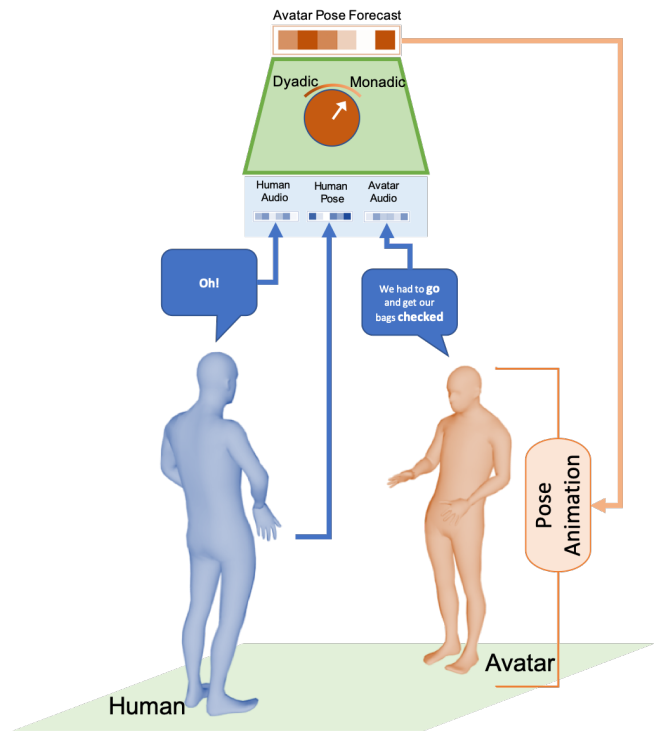 Avatar Pose Forecast
Dyadic Monadic
Human Audio
Human Pose
Avatar Audio
Oh!
We had to go
and get our
bags checked
Pose
Animation
Avatar
Human